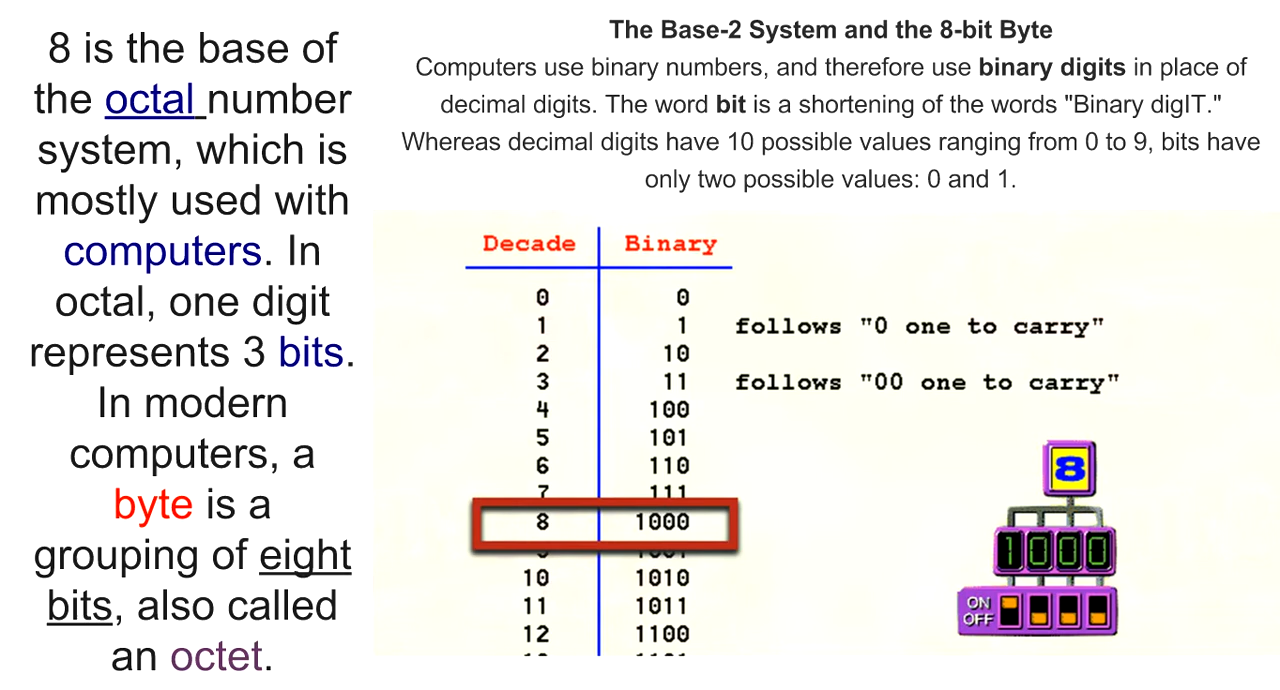 8 is the base of
the octal number
system, which is
mostly used with
computers. In
octal, one digit
represents 3 bits.
In modern
computers, a
byte is a
grouping of eight
bits, also called
an octet.
The Base-2 System and the 8-bit Byte
Computers use binary numbers, and therefore use binary digits in place of
decimal digits. The word bit is a shortening of the words "Binary digIT."
Whereas decimal digits have 10 possible values ranging from 0 to 9, bits have
only two possible values: 0 and 1.
Decade Binary
0 0
1 1 follows "0 one to carry"
2 10
3 11 follows "00 one to carry"
4 100
5 101
6 110
7 111
8 1000
9 1001
10 1010
11 1011
12 1100
8
1000
ON
OFF